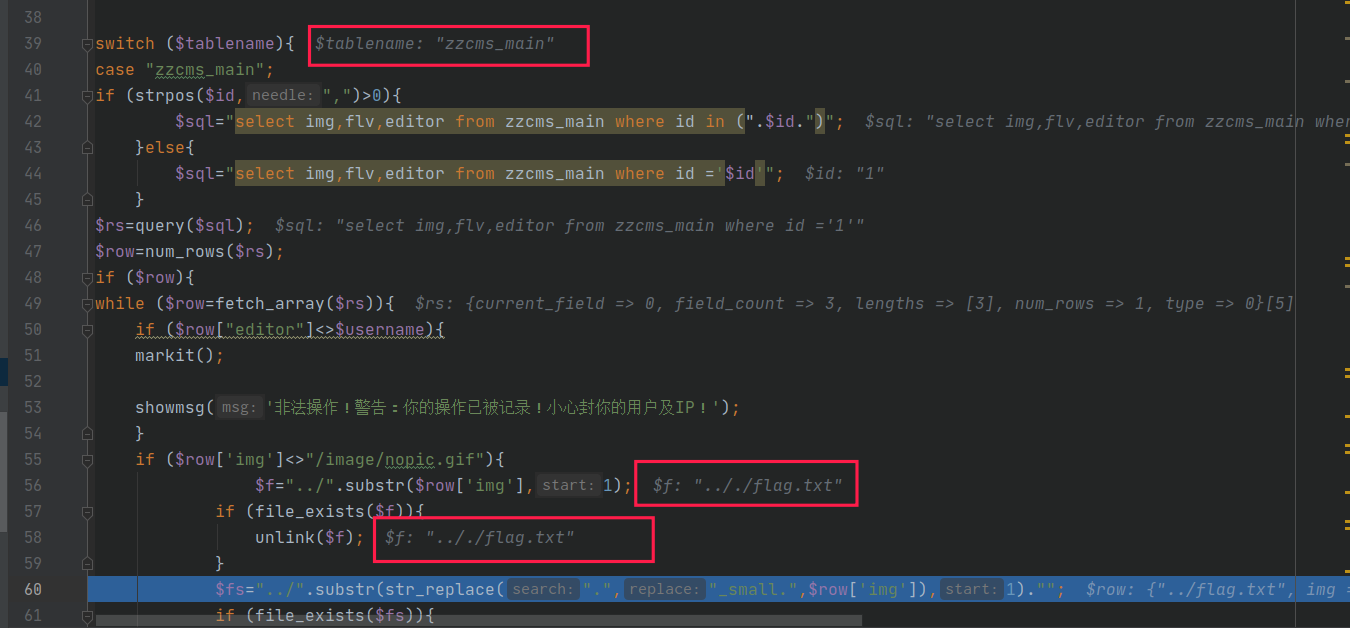 38
39 switch ($tablename){ $tablename: "zzcms_main"
40 case "zzcms_main";
41 if (strpos($id, needle: ",")>0){
42 $sql="select img,flv,editor from zzcms_main where id in (".$id.")"; $sql: "select img,flv,editor from zzcms_main wher
43 }else{
44 $sql="select img,flv,editor from zzcms_main where id ='$id'"; $id: "1"
45 }
46 $rs=query($sql); $sql: "select img,flv,editor from zzcms_main where id ='1'"
47 $row=num_rows($rs);
48 if ($row){
49 while ($row=fetch_array($rs)){ $rs: {current_field => 0, field_count => 3, lengths => [3], num_rows => 1, type => 0}[5]
50 if ($row["editor"]<>$username){
51 markit();
52
53 showmsg( msg: '非法操作！警告：你的操作已被记录！小心封你的用户及IP！');
54 }
55 if ($row['img']<>"/image/nopic.gif"){
56 $f="../".substr($row['img'], start: 1); $f: ".././flag.txt"
57 if (file_exists($f)){
58 unlink($f); $f: ".././flag.txt"
59 }
60 $fs="../".substr(str_replace( search: ".", replace: "_small.",$row['img']), start: 1).""; $row: {"../flag.txt", img =
61 if (file_exists($fs)){